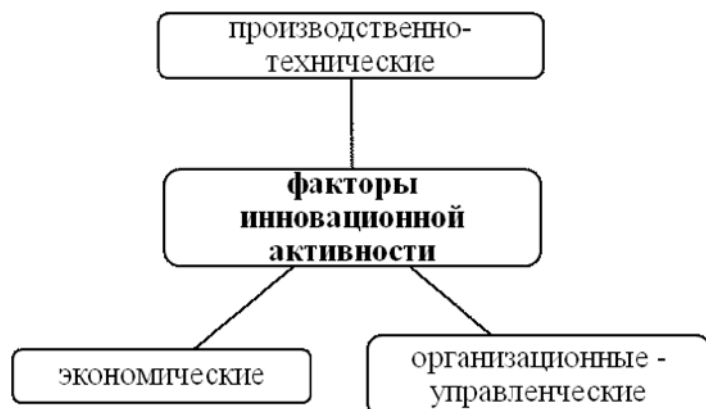 производственно-
технические
факторы
инновационной
активности
экономические
организационные -
управленческие